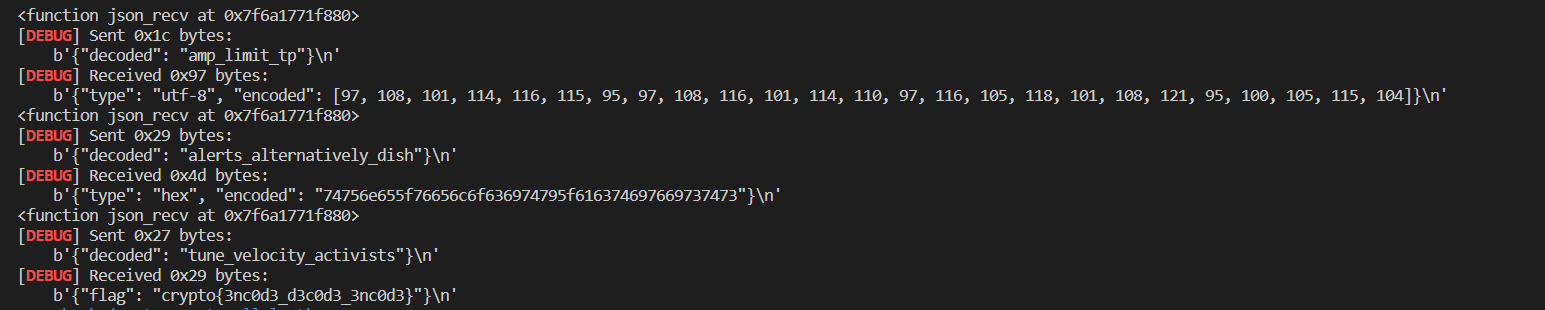 <function json_recv at 0x7f6a1771f880>
[DEBUG] Sent 0x1c bytes:
b'{"decoded": "amp_limit_tp"}\n'
[DEBUG] Received 0x97 bytes:
b'{"type": "utf-8", "encoded": [97, 108, 101, 114, 116, 115, 95, 97, 108, 116, 101, 114, 110, 97, 116, 105, 118, 101, 108, 121, 95, 100, 105, 115, 104]}\n'
<function json_recv at 0x7f6a1771f880>
[DEBUG] Sent 0x29 bytes:
b'{"decoded": "alerts_alternatively_dish"}\n'
[DEBUG] Received 0x4d bytes:
b'{"type": "hex", "encoded": "74756e655f76656c6f636974795f616374697669737473"}\n'
<function json_recv at 0x7f6a1771f880>
[DEBUG] Sent 0x27 bytes:
b'{"decoded": "tune_velocity_activists"}\n'
[DEBUG] Received 0x29 bytes:
b'{"flag": "crypto{3nc0d3_d3c0d3_3nc0d3}"}\n'